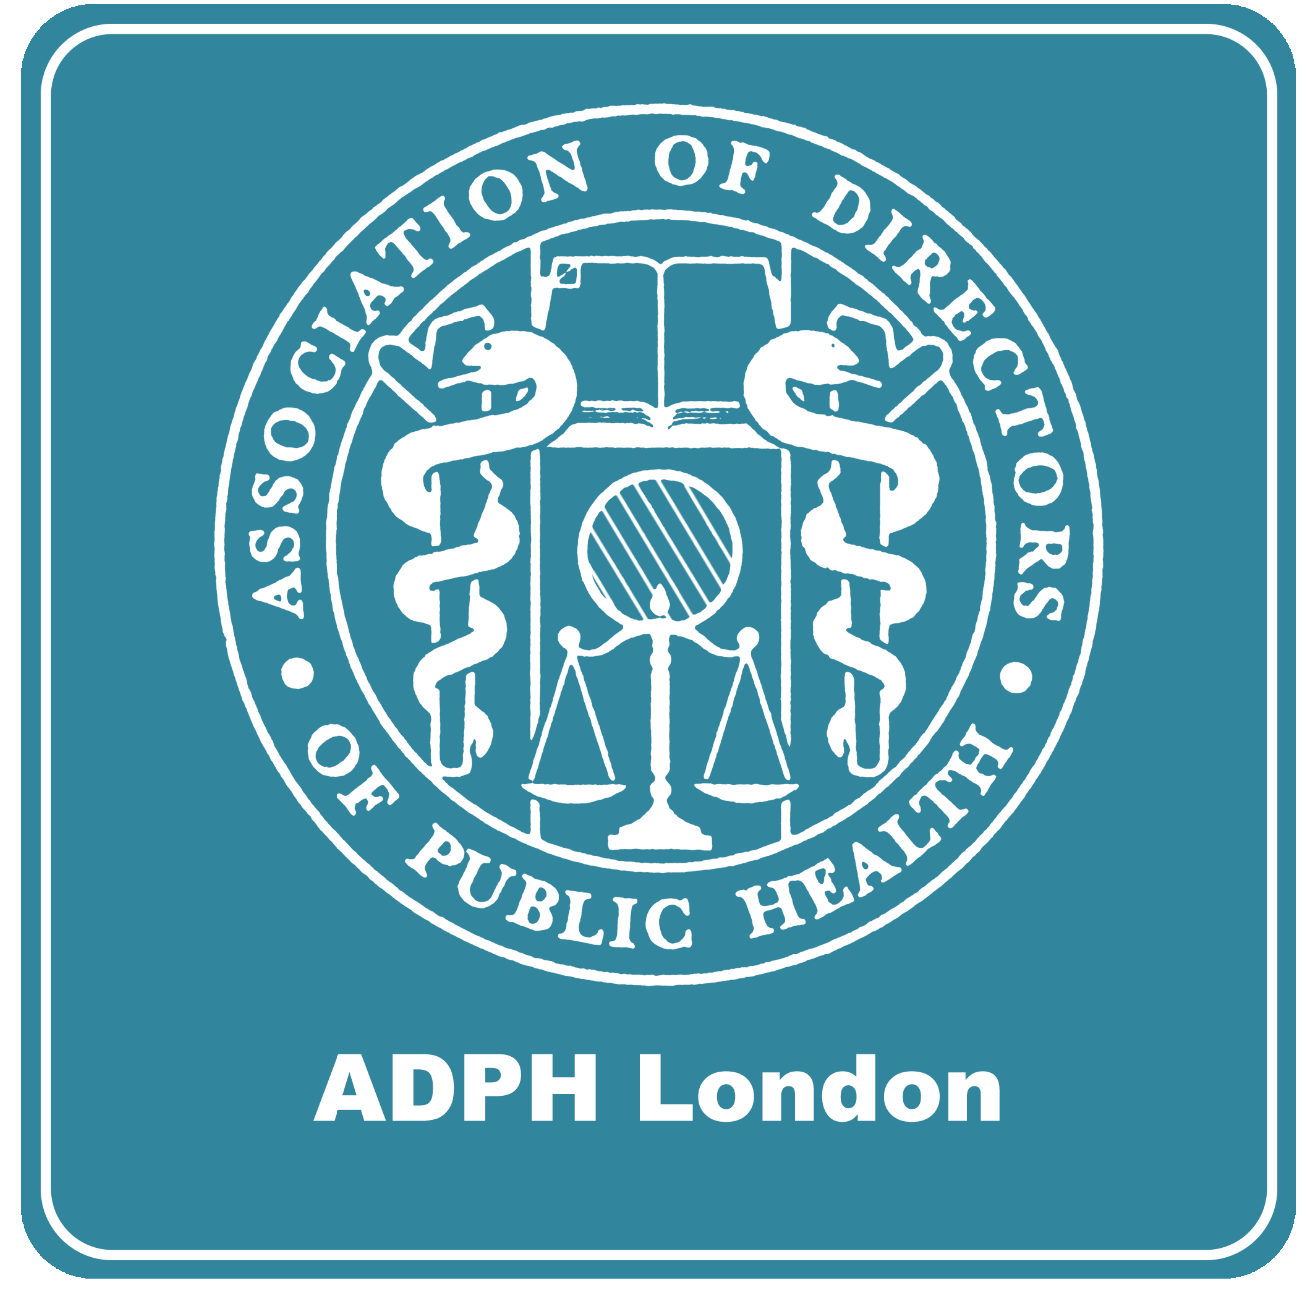 ASSOCIATION OF DIRECTORS
• OF PUBLIC HEALTH •
ADPH London